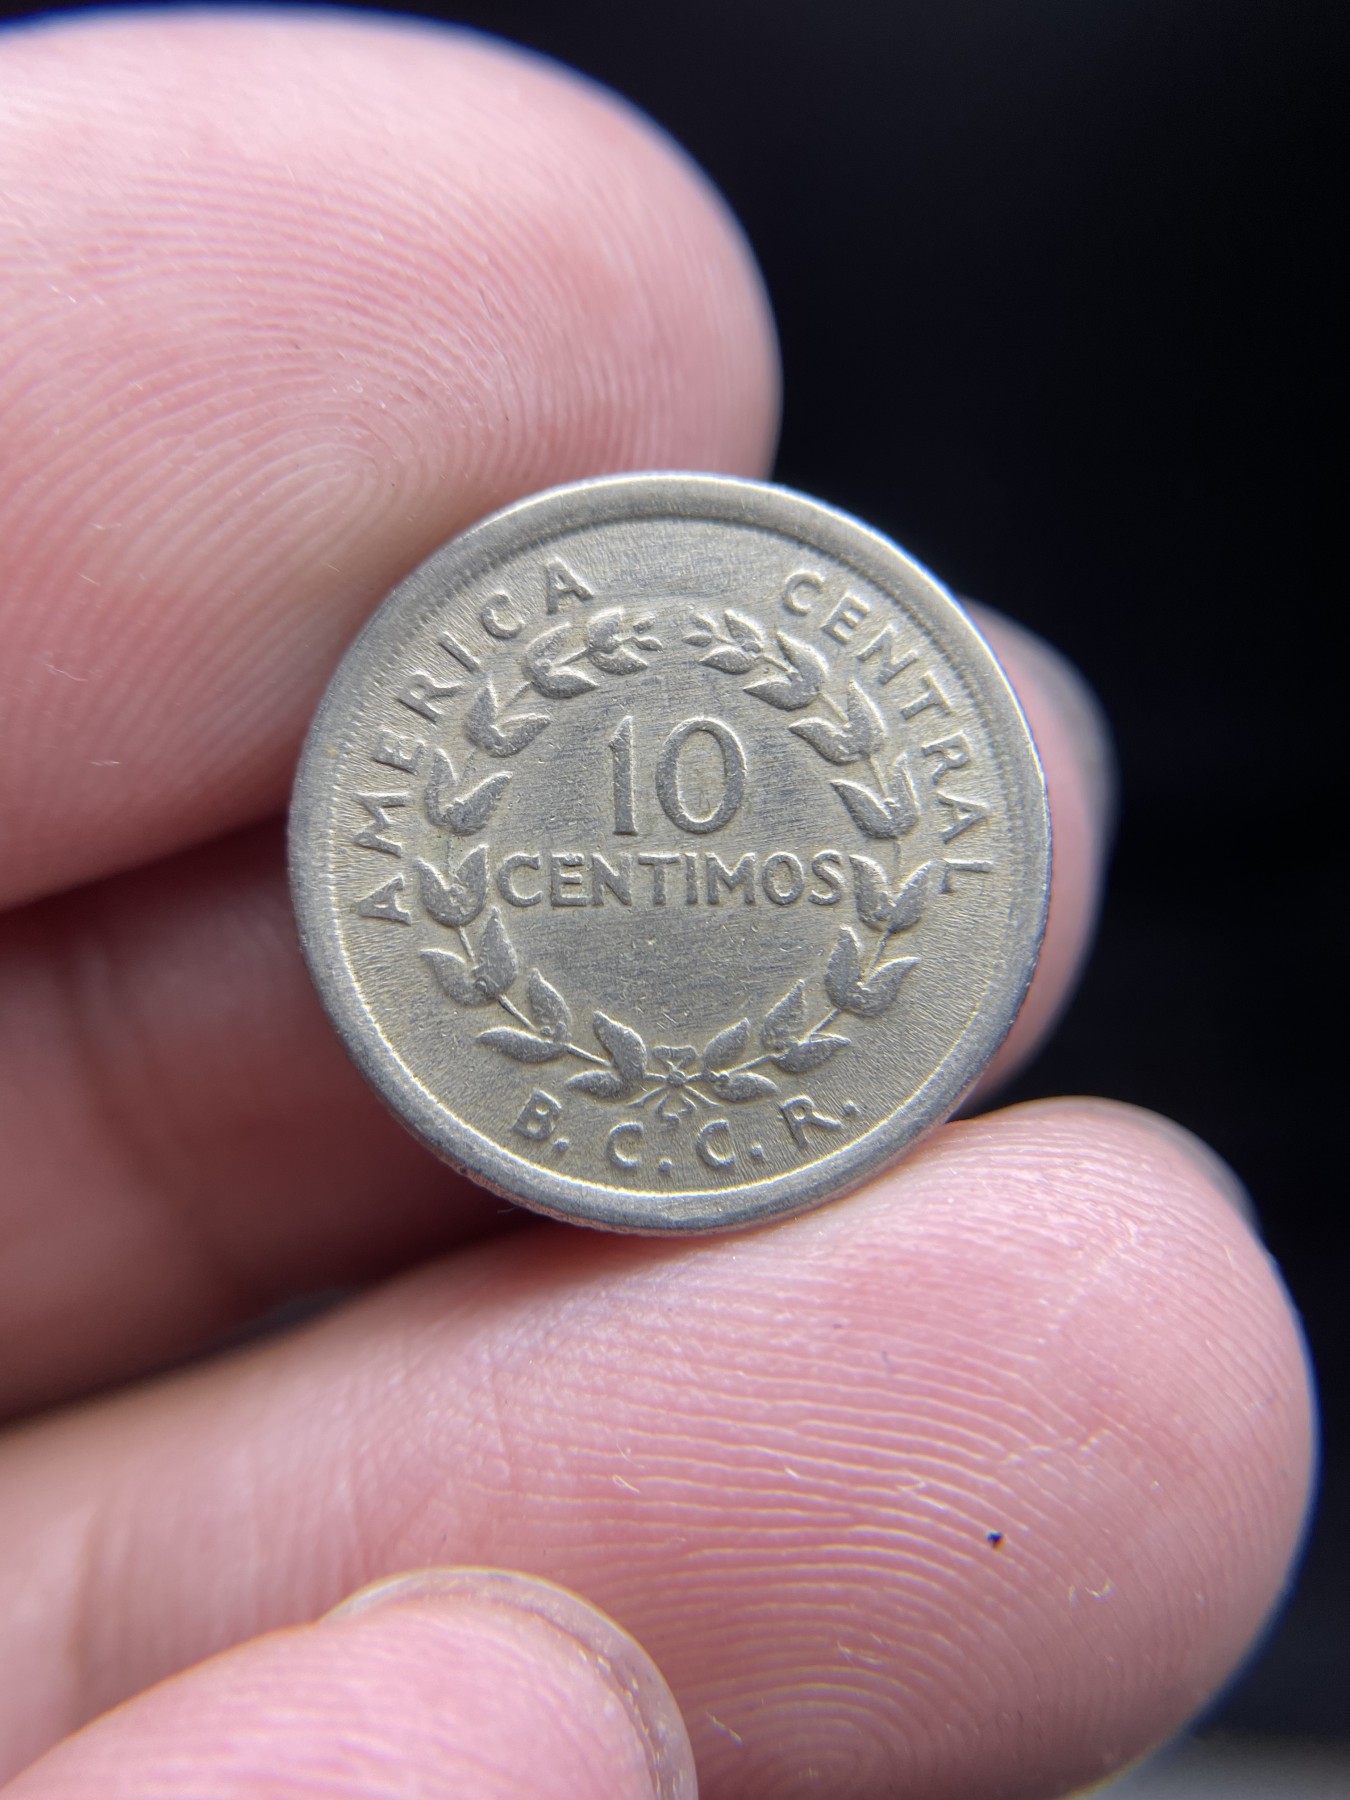 AMERICA CENTRAL
10
CENTIMOS
B. C. C. R.